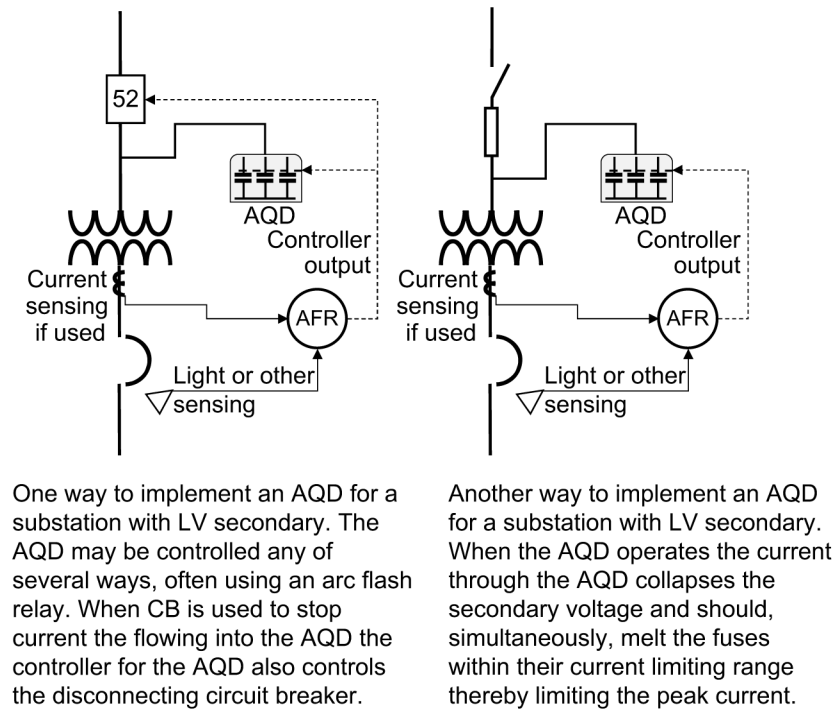 52
AQD
Controller
output
Current
sensing
if used
AFR
Light or other
sensing
AQD
Controller
output
Current
sensing
if used
AFR
Light or other
sensing
One way to implement an AQD for a
substation with LV secondary. The
AQD may be controlled any of
several ways, often using an arc flash
relay. When CB is used to stop
current the flowing into the AQD the
controller for the AQD also controls
the disconnecting circuit breaker.
Another way to implement an AQD
for a substation with LV secondary.
When the AQD operates the current
through the AQD collapses the
secondary voltage and should,
simultaneously, melt the fuses
within their current limiting range
thereby limiting the peak current.